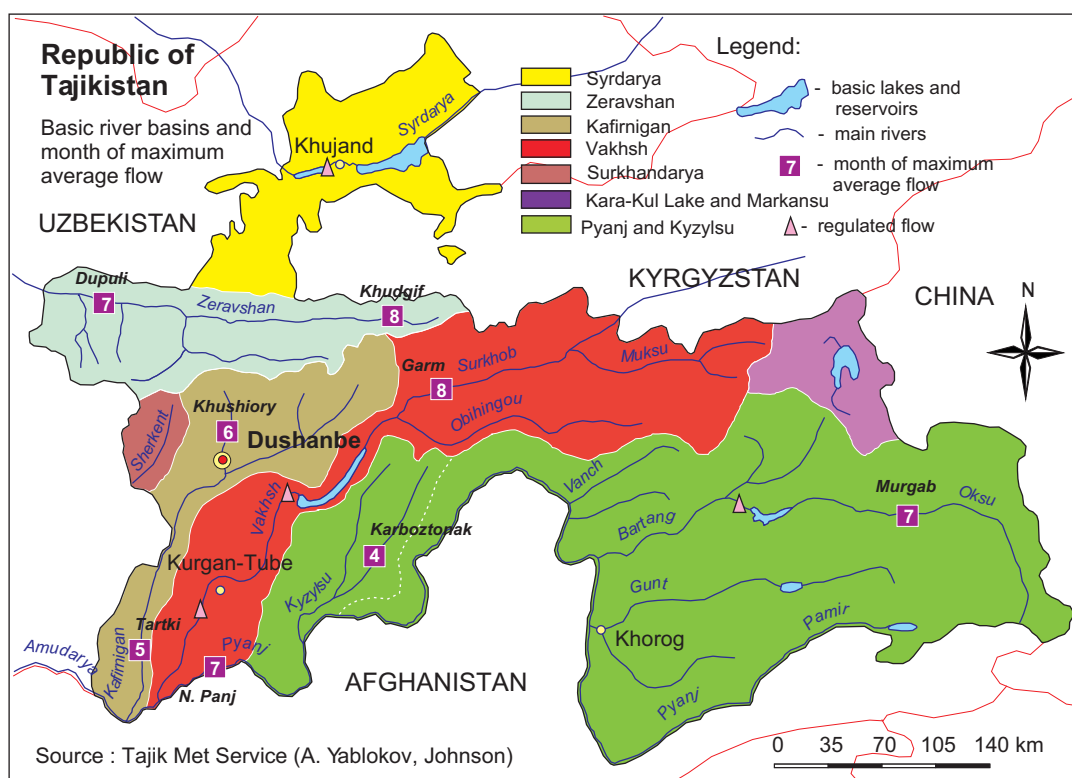 Republic of
Tajikistan
Basic river basins and
month of maximum
average flow
Legend:
Syrdarya
Zeravshan
Kafirnigan
Vakhsh
Surkhandarya
Kara-Kul Lake and Markansu
Pyanj and Kyzylsu
- basic lakes and
reservoirs
- main rivers
7 - month of maximum
average flow
- regulated flow
Syrdarya
Khujand
UZBEKISTAN
KYRGYZSTAN
CHINA
N
Dupuli
7
Zeravshan
Khudgif
8
Garm
8
Surkhob
Muksu
Obihingou
Khushiory
6
Dushanbe
Sherkent
Vakhsh
Vanch
Bartang
Murgab
7
Oksu
Karboztonak
4
Kurgan-Tube
Kyzylsu
Gunt
Pamir
Khorog
Tartki
5
Kafirnigan
Amudarya
Pyanj
7
N. Panj
AFGHANISTAN
Pyanj
Source : Tajik Met Service (A. Yablokov, Johnson)
0 35 70 105 140 km